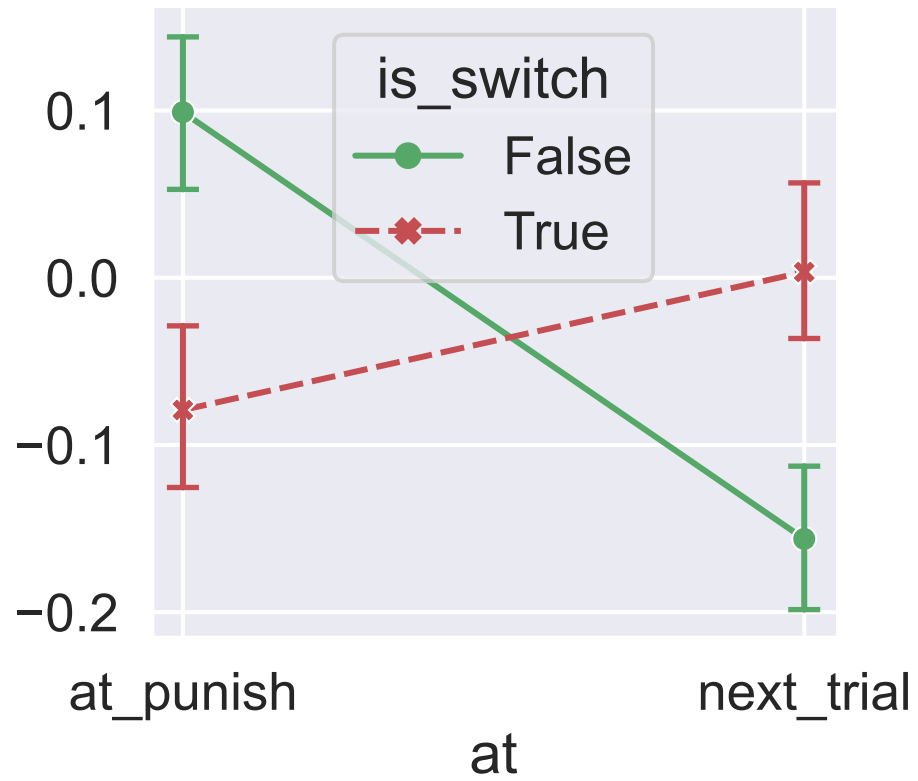 is_switch
False
True
0.1
0.0
−0.1
−0.2
at_punish next_trial
at